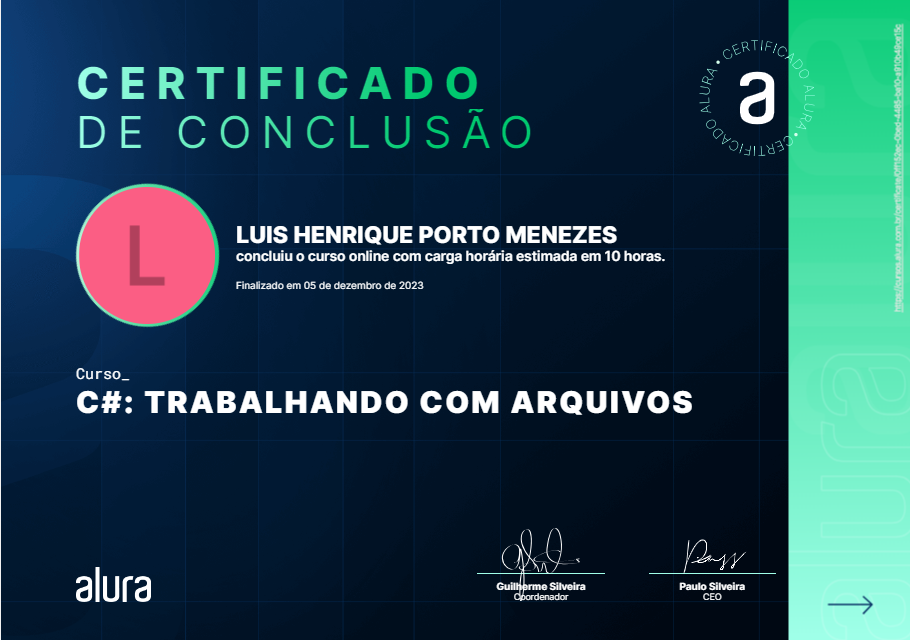 CERTIFICADO
DE CONCLUSÃO
CERTIFICADO ALURA • CERTIFICADO ALURA •
a
L
LUIS HENRIQUE PORTO MENEZES
concluiu o curso online com carga horária estimada em 10 horas.
Finalizado em 05 de dezembro de 2023
Curso_
C#: TRABALHANDO COM ARQUIVOS
alura
Guilherme Silveira
Coordenador
Paulo Silveira
CEO
alura